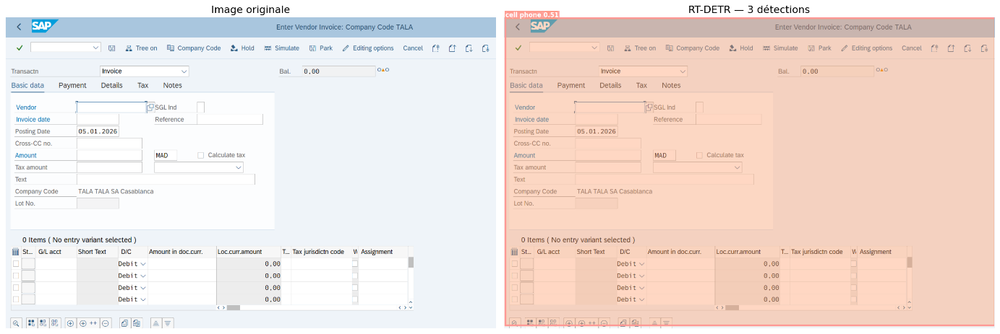 Image originale
SAP
Enter Vendor Invoice: Company Code TALA
Tree on Company Code Hold Simulate Park Editing options Cancel
Transactn Invoice Bal. 0,00
Basic data Payment Details Tax Notes
Vendor SGL Ind
Invoice date Reference
Posting Date 05.01.2026
Cross-CC no.
Amount MAD Calculate tax
Tax amount
Text
Company Code TALA TALA SA Casablanca
Lot No.
0 Items ( No entry variant selected )
St... G/L acct Short Text D/C Amount in doc.curr. Loc.curr.amount T... Tax jurisdictn code W Assignment
Debit 0,00
Debit 0,00
Debit 0,00
Debit 0,00
RT-DETR — 3 détections
cell phone 0.51
SAP
Enter Vendor Invoice: Company Code TALA
Tree on Company Code Hold Simulate Park Editing options Cancel
Transactn Invoice Bal. 0,00
Basic data Payment Details Tax Notes
Vendor SGL Ind
Invoice date Reference
Posting Date 05.01.2026
Cross-CC no.
Amount MAD Calculate tax
Tax amount
Text
Company Code TALA TALA SA Casablanca
Lot No.
0 Items ( No entry variant selected )
St... G/L acct Short Text D/C Amount in doc.curr. Loc.curr.amount T... Tax jurisdictn code W Assignment
Debit 0,00
Debit 0,00
Debit 0,00
Debit 0,00